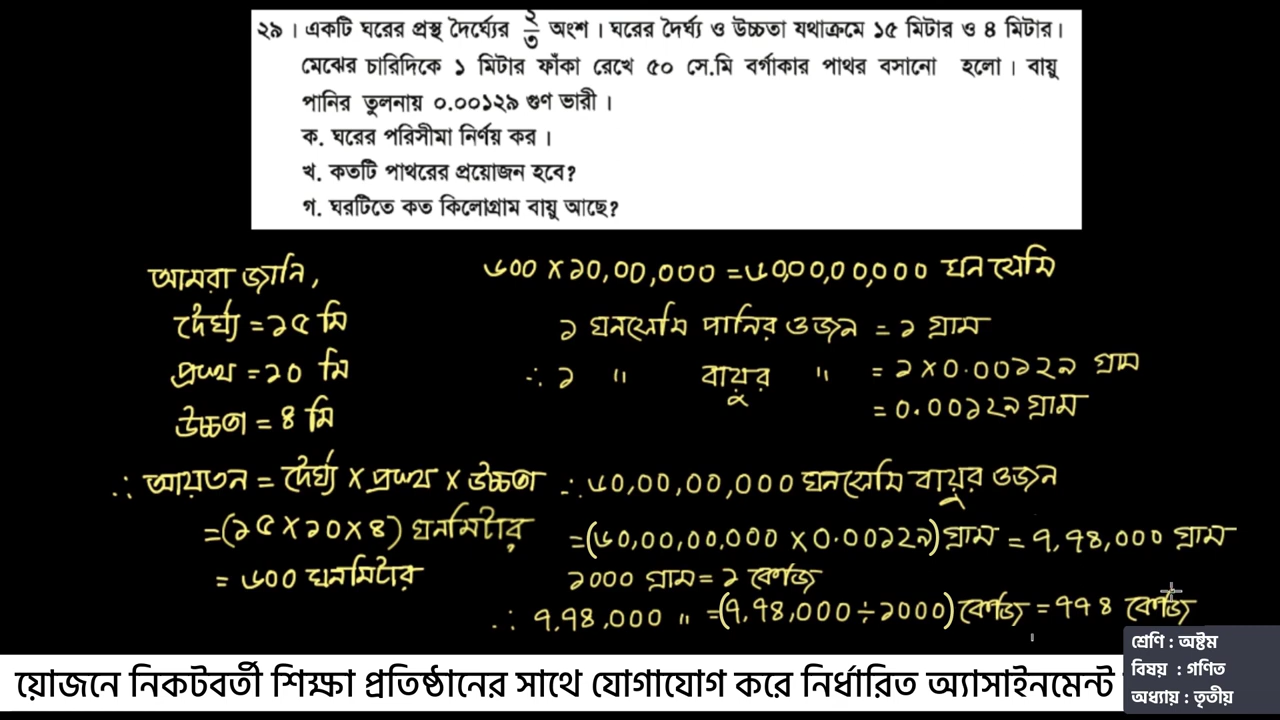 ২৯। একটি ঘরের প্রস্থ দৈর্ঘ্যের ২/৩ অংশ। ঘরের দৈর্ঘ্য ও উচ্চতা যথাক্রমে ১৫ মিটার ও ৪ মিটার।
মেঝের চারিদিকে ১ মিটার ফাঁকা রেখে ৫০ সে.মি বর্গাকার পাথর বসানো হলো। বায়ু
পানির তুলনায় ০.০০১২৯ গুণ ভারী।
ক. ঘরের পরিসীমা নির্ণয় কর।
খ. কতটি পাথরের প্রয়োজন হবে?
গ. ঘরটিতে কত কিলোগ্রাম বায়ু আছে?
আমরা জানি,
দৈর্ঘ্য = ১৫ মি
প্রস্থ = ১০ মি
উচ্চতা = ৪ মি
∴ আয়তন = দৈর্ঘ্য × প্রস্থ × উচ্চতা
= (১৫ × ১০ × ৪) ঘনমিটার
= ৬০০ ঘনমিটার
৬০০ × ১০,০০,০০০ = ৬০,০০,০০,০০০ ঘন সেমি
১ ঘনসেমি পানির ওজন = ১ গ্রাম
∴ ১ " বায়ুর " = ১ × ০.০০১২৯ গ্রাম
= ০.০০১২৯ গ্রাম
∴ ৬০,০০,০০,০০০ ঘনসেমি বায়ুর ওজন
= (৬০,০০,০০,০০০ × ০.০০১২৯) গ্রাম = ৭,৭৪,০০০ গ্রাম
১০০০ গ্রাম = ১ কেজি
∴ ৭,৭৪,০০০ " = (৭,৭৪,০০০ ÷ ১০০০) কেজি = ৭৭৪ কেজি
শ্রেণি : অষ্টম
বিষয় : গণিত
অধ্যায় : তৃতীয়
য়োজনে নিকটবর্তী শিক্ষা প্রতিষ্ঠানের সাথে যোগাযোগ করে নির্ধারিত অ্যাসাইনমেন্ট